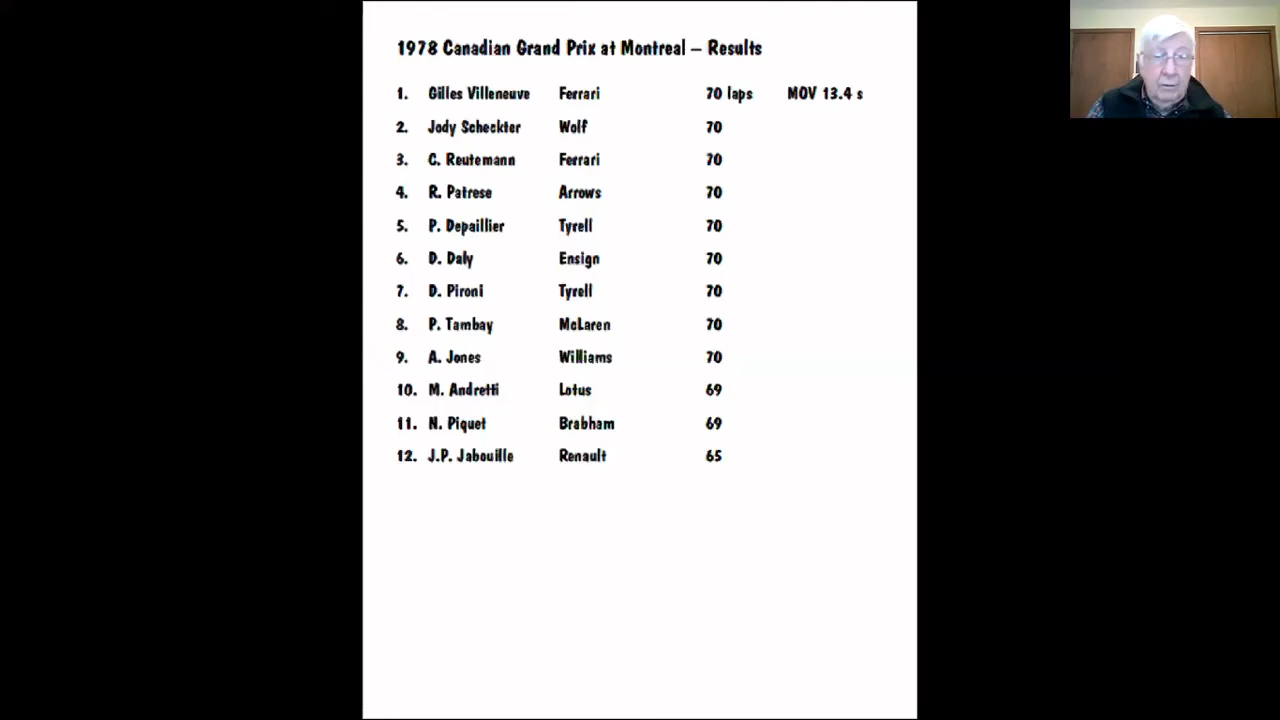 1978 Canadian Grand Prix at Montreal – Results
1. Gilles Villeneuve Ferrari 70 laps MOV 13.4 s
2. Jody Scheckter Wolf 70
3. C. Reutemann Ferrari 70
4. R. Patrese Arrows 70
5. P. Depaillier Tyrell 70
6. D. Daly Ensign 70
7. D. Pironi Tyrell 70
8. P. Tambay McLaren 70
9. A. Jones Williams 70
10. M. Andretti Lotus 69
11. N. Piquet Brabham 69
12. J.P. Jabouille Renault 65